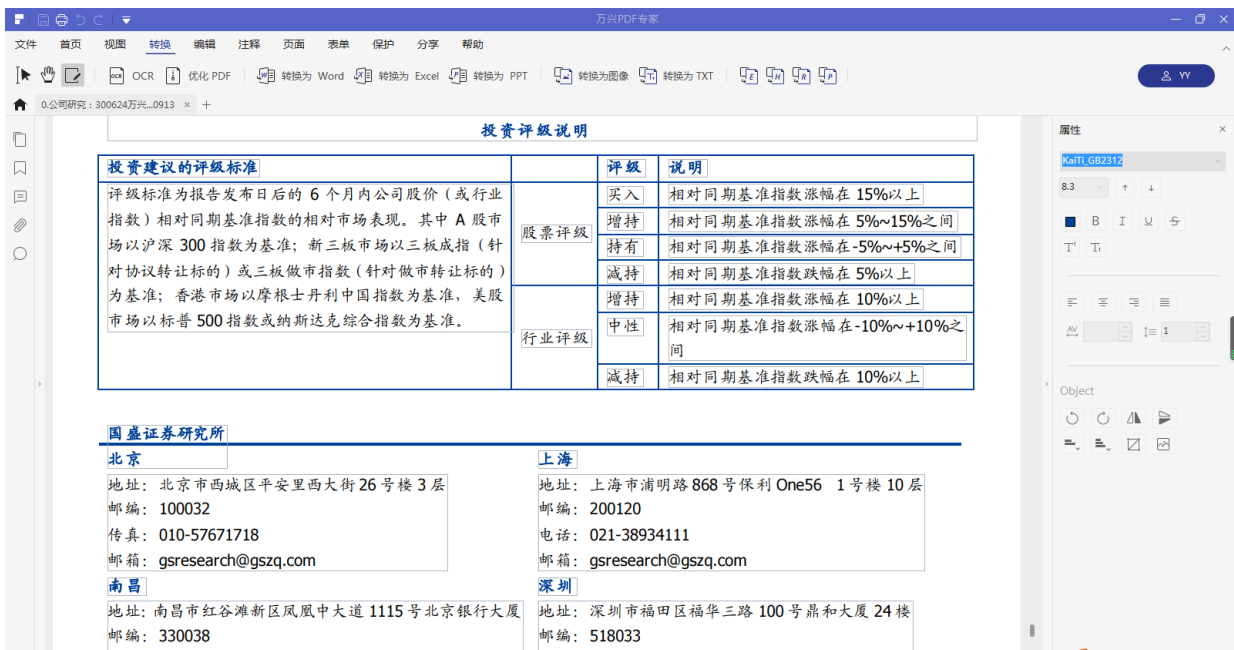 万兴PDF专家
文件 首页 视图 转换 编辑 注释 页面 表单 保护 分享 帮助
OCR OCR 优化 PDF W 转换为 Word X 转换为 Excel P 转换为 PPT 转换为图像 T 转换为 TXT E H R P YY
0.公司研究：300624万兴...0913 × +
投资评级说明
投资建议的评级标准 评级 说明
评级标准为报告发布日后的 6 个月内公司股价（或行业
指数）相对同期基准指数的相对市场表现。其中 A 股市
场以沪深 300 指数为基准；新三板市场以三板成指（针
对协议转让标的）或三板做市指数（针对做市转让标的）
为基准；香港市场以摩根士丹利中国指数为基准，美股
市场以标普 500 指数或纳斯达克综合指数为基准。
股票评级
买入 相对同期基准指数涨幅在 15%以上
增持 相对同期基准指数涨幅在 5%~15%之间
持有 相对同期基准指数涨幅在-5%~+5%之间
减持 相对同期基准指数跌幅在 5%以上
行业评级
增持 相对同期基准指数涨幅在 10%以上
中性 相对同期基准指数涨幅在-10%~+10%之
间
减持 相对同期基准指数跌幅在 10%以上
国盛证券研究所
北京
地址：北京市西城区平安里西大街 26 号楼 3 层
邮编：100032
传真：010-57671718
邮箱：gsresearch@gszq.com
上海
地址：上海市浦明路 868 号保利 One56 1 号楼 10 层
邮编：200120
电话：021-38934111
邮箱：gsresearch@gszq.com
南昌
地址：南昌市红谷滩新区凤凰中大道 1115 号北京银行大厦
邮编：330038
深圳
地址：深圳市福田区福华三路 100 号鼎和大厦 24 楼
邮编：518033
属性 ×
KaiTi_GB2312
8.3
B I U S
T T
AV 1
Object